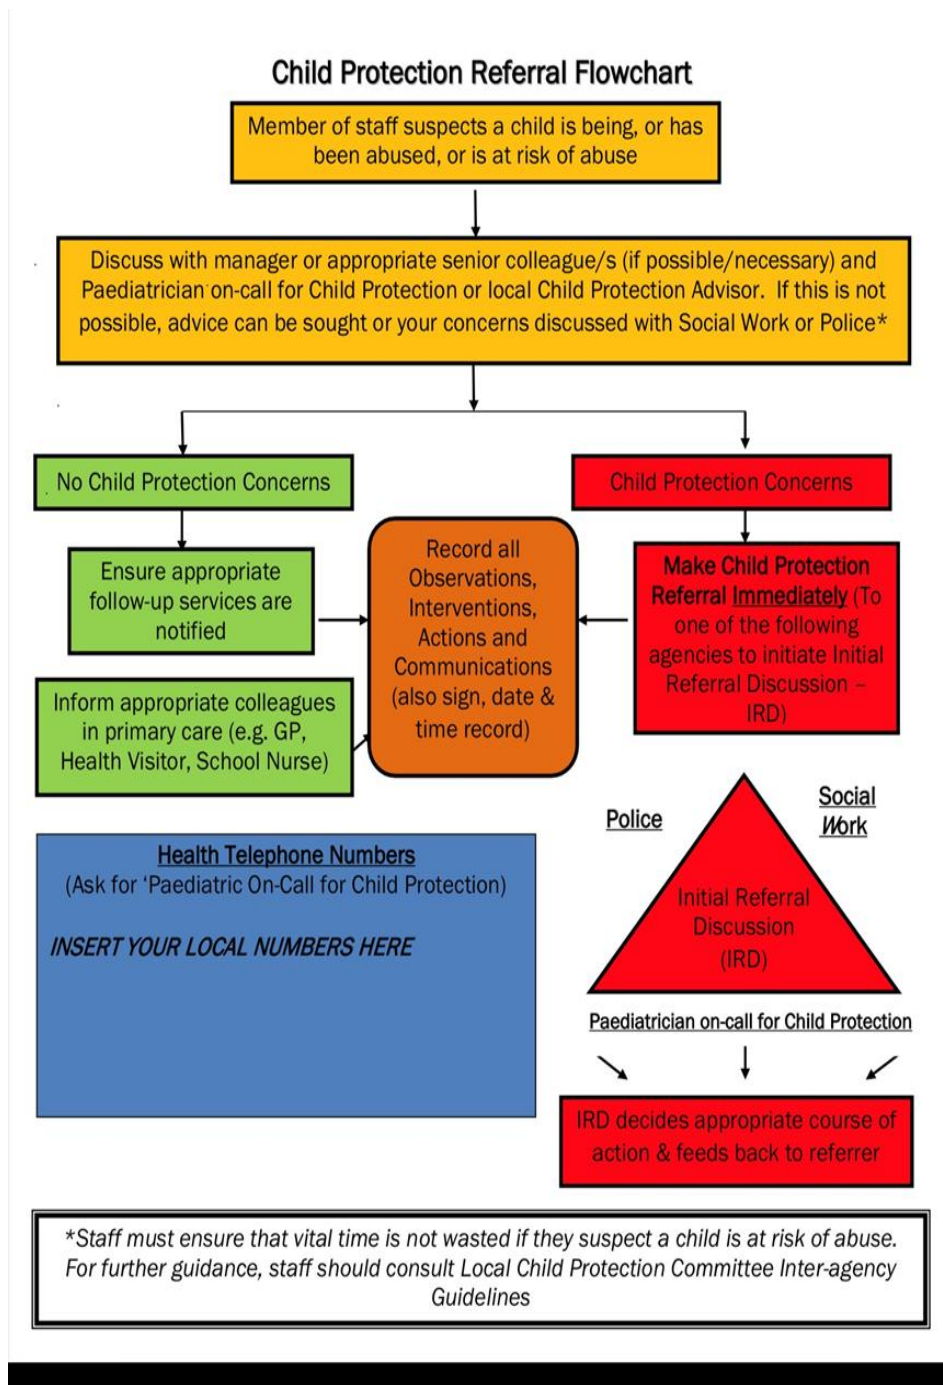 Child Protection Referral Flowchart
Member of staff suspects a child is being, or has
been abused, or is at risk of abuse
Discuss with manager or appropriate senior colleague/s (if possible/necessary) and
Paediatrician on-call for Child Protection or local Child Protection Advisor. If this is not
possible, advice can be sought or your concerns discussed with Social Work or Police*
No Child Protection Concerns
Child Protection Concerns
Ensure appropriate
follow-up services are
notified
Inform appropriate colleagues
in primary care (e.g. GP,
Health Visitor, School Nurse)
Record all
Observations,
Interventions,
Actions and
Communications
(also sign, date &
time record)
Make Child Protection
Referral Immediately (To
one of the following
agencies to initiate Initial
Referral Discussion –
IRD)
Police
Social
Work
Initial Referral
Discussion
(IRD)
Paediatrician on-call for Child Protection
Health Telephone Numbers
(Ask for ‘Paediatric On-Call for Child Protection)
INSERT YOUR LOCAL NUMBERS HERE
IRD decides appropriate course of
action & feeds back to referrer
*Staff must ensure that vital time is not wasted if they suspect a child is at risk of abuse.
For further guidance, staff should consult Local Child Protection Committee Inter-agency
Guidelines